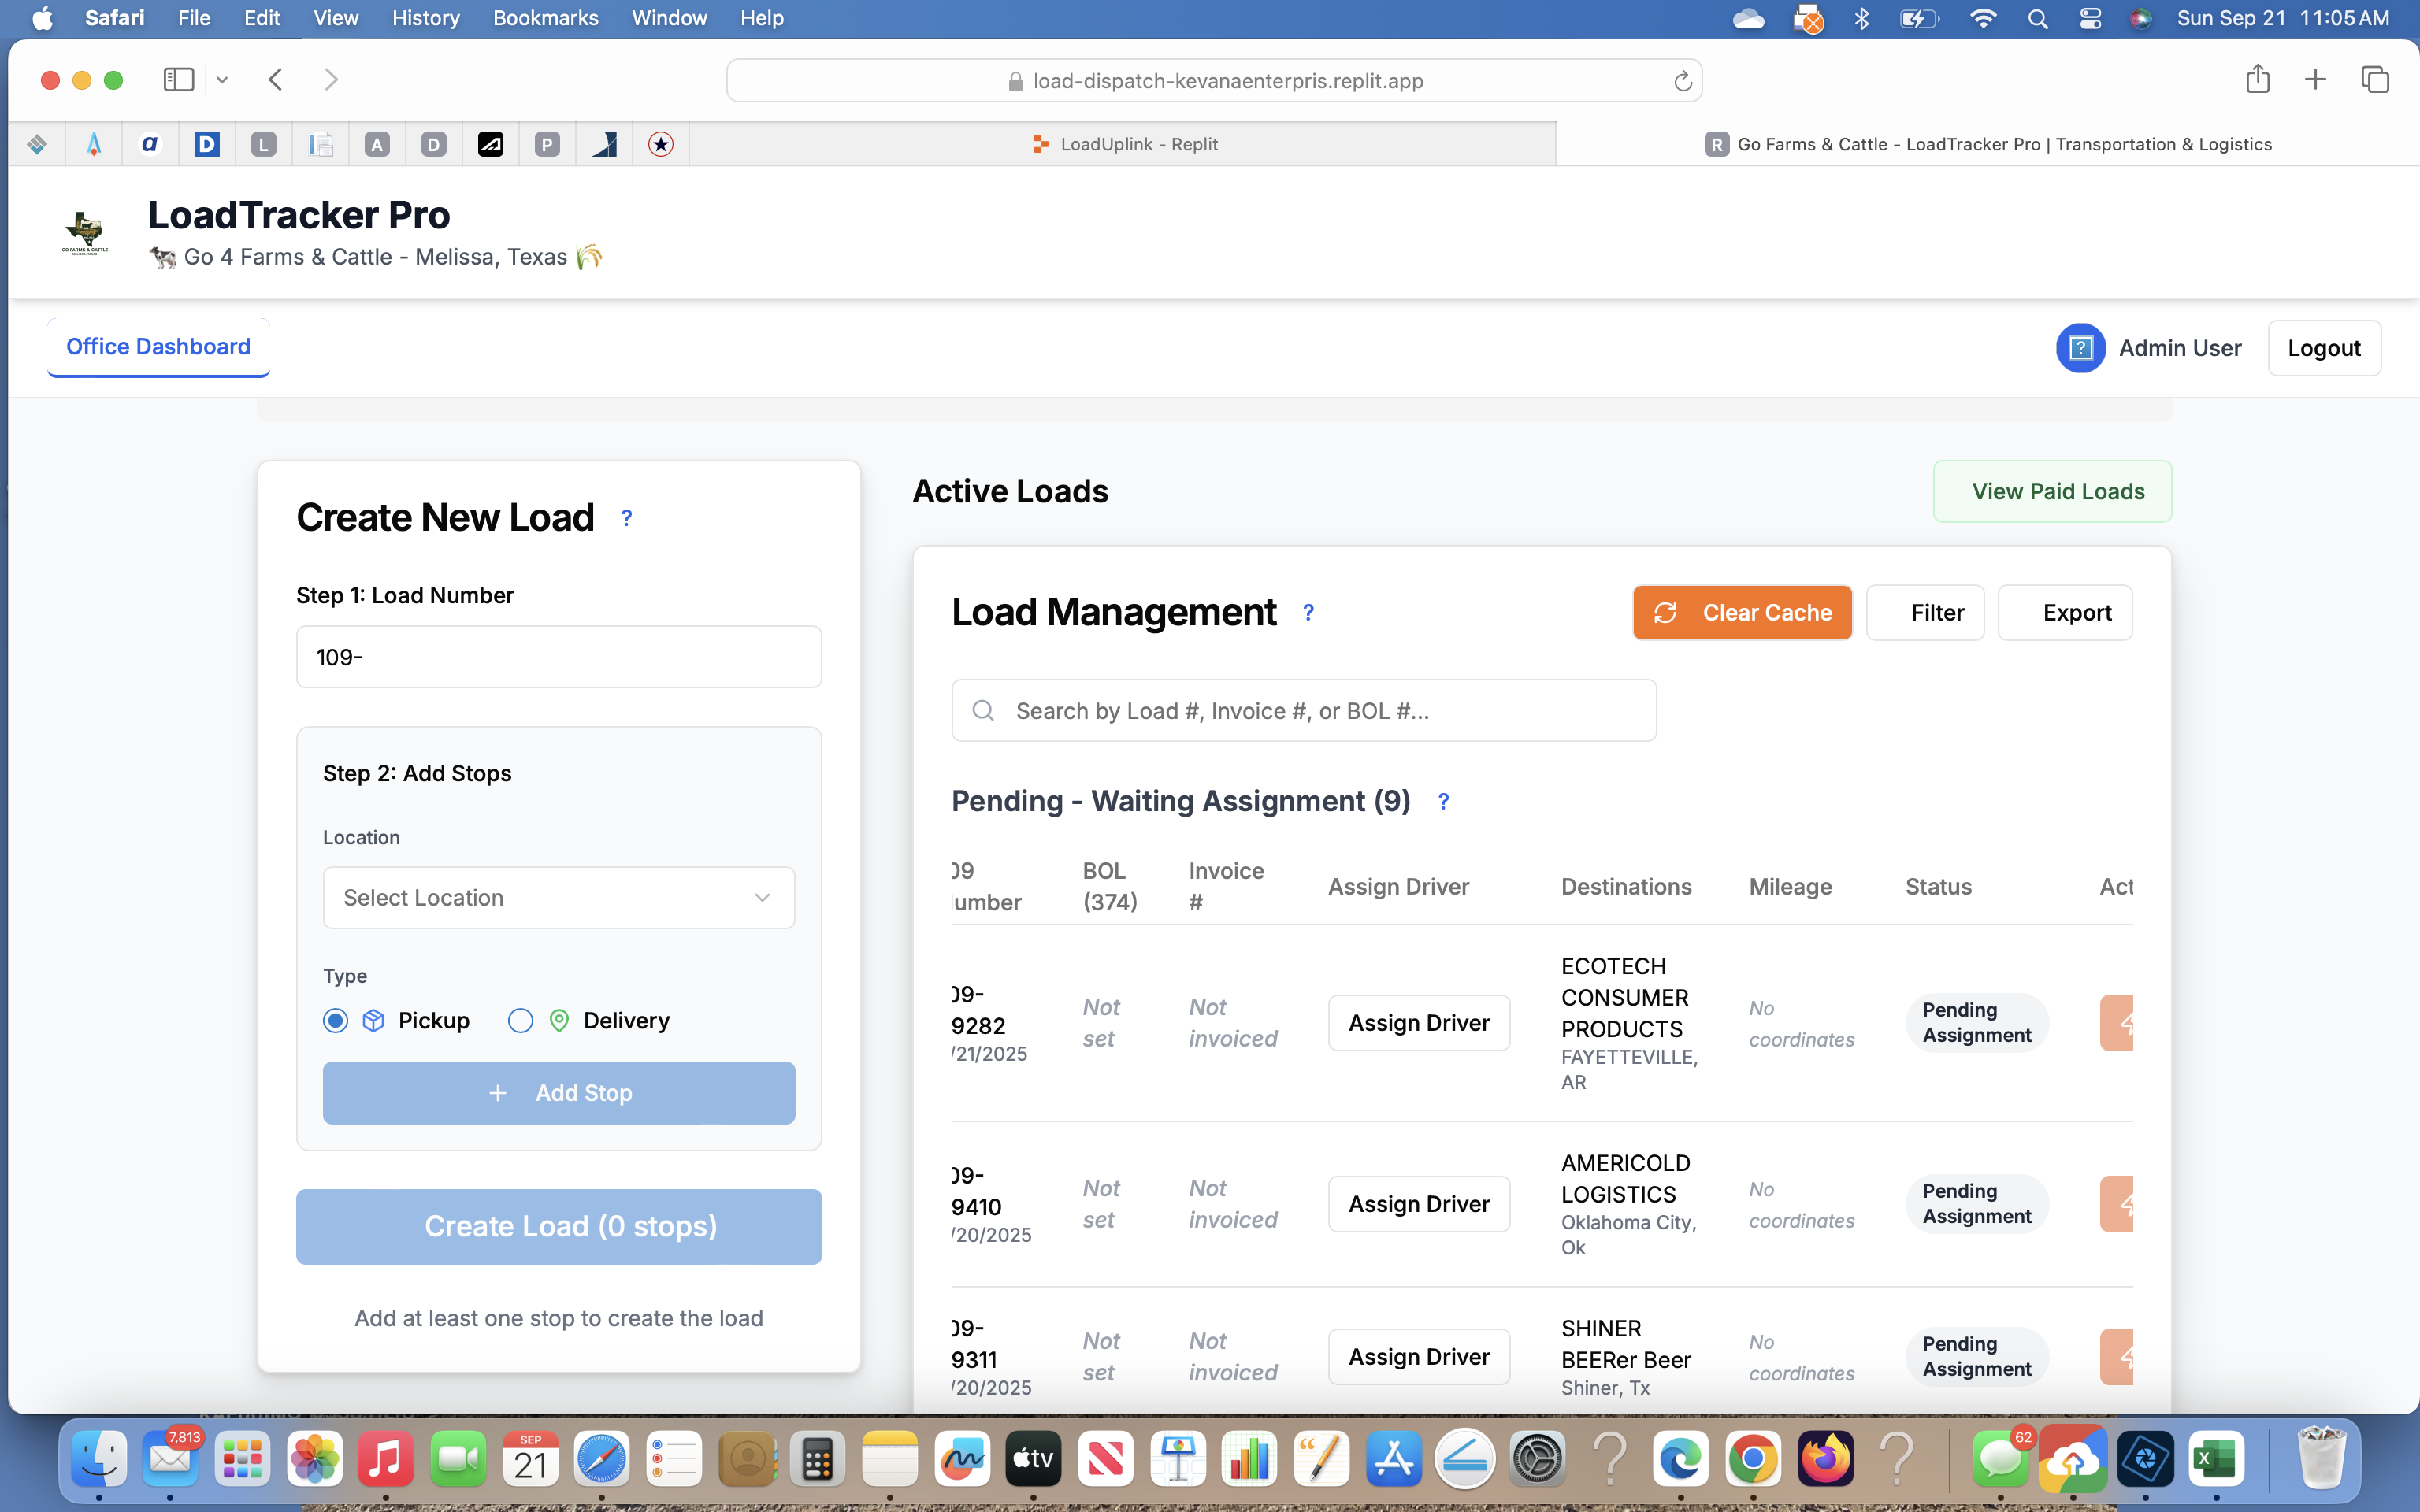 Safari File Edit View History Bookmarks Window Help Sun Sep 21 11:05 AM
load-dispatch-kevanaenterpris.replit.app
a D L A D P LoadUplink - Replit R Go Farms & Cattle - LoadTracker Pro | Transportation & Logistics
LoadTracker Pro
GO FARMS & CATTLE
MELISSA, TEXAS
Go 4 Farms & Cattle - Melissa, Texas
Office Dashboard
? Admin User
Logout
Create New Load ?
Step 1: Load Number
109-
Step 2: Add Stops
Location
Select Location
Type
Pickup
Delivery
+ Add Stop
Create Load (0 stops)
Add at least one stop to create the load
Active Loads
View Paid Loads
Load Management ?
Clear Cache
Filter
Export
Search by Load #, Invoice #, or BOL #...
Pending - Waiting Assignment (9) ?
09 BOL Invoice
umber (374) # Assign Driver Destinations Mileage Status Act
09-
9282
/21/2025
Not
set
Not
invoiced
Assign Driver
ECOTECH
CONSUMER
PRODUCTS
FAYETTEVILLE,
AR
No
coordinates
Pending
Assignment
09-
9410
/20/2025
Not
set
Not
invoiced
Assign Driver
AMERICOLD
LOGISTICS
Oklahoma City,
Ok
No
coordinates
Pending
Assignment
09-
9311
/20/2025
Not
set
Not
invoiced
Assign Driver
SHINER
BEERer Beer
Shiner, Tx
No
coordinates
Pending
Assignment
7,813
SEP
21
tv
62
X